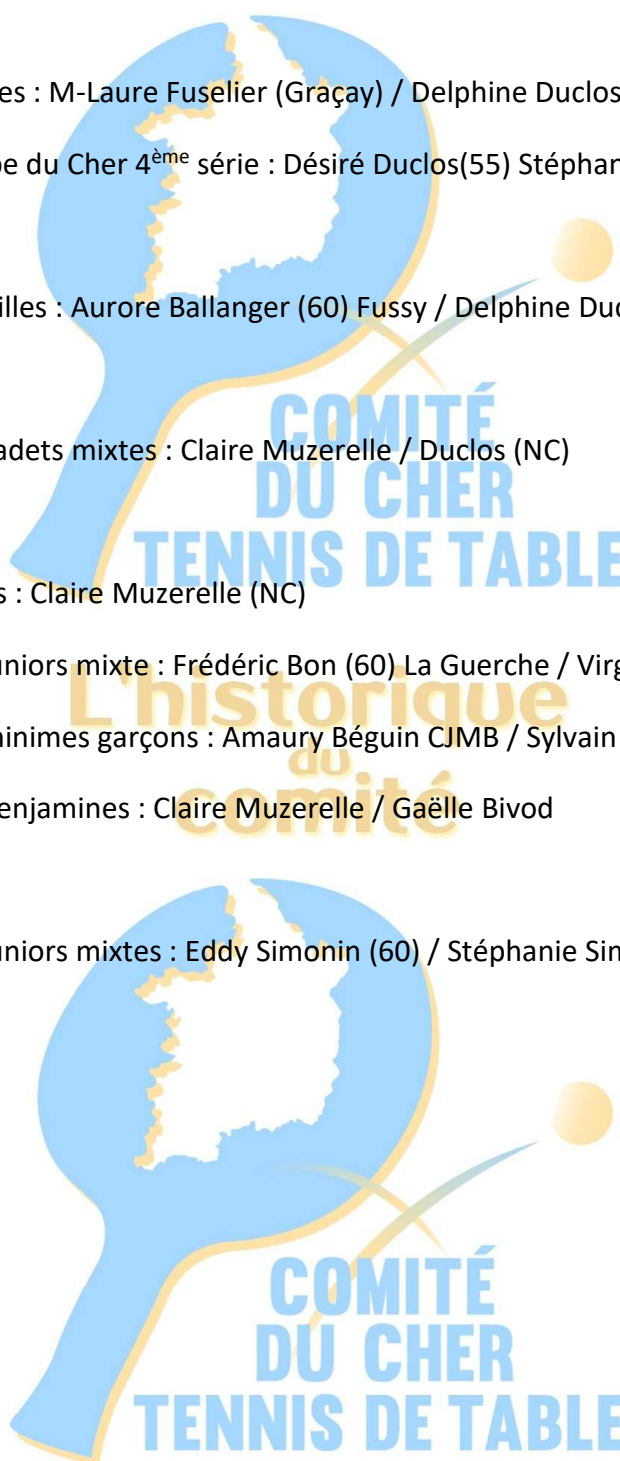 es : M-Laure Fuselier (Graçay) / Delphine Duclos
e du Cher 4ème série : Désiré Duclos(55) Stéphan
illes : Aurore Ballanger (60) Fussy / Delphine Du
COMITÉ
adets mixtes : Claire Muzerelle / Duclos (NC)
DU CHER
TENNIS DE TABLE
s : Claire Muzerelle (NC)
uniors mixte : Frédéric Bon (60) La Guerche / Virg
L'historique
inimes garçons : Amaury Béguin CJMB / Sylvain
du
enjamines : Claire Muzerelle / Gaëlle Bivod
comité
uniors mixtes : Eddy Simonin (60) / Stéphanie Sin
COMITÉ
DU CHER
TENNIS DE TABLE